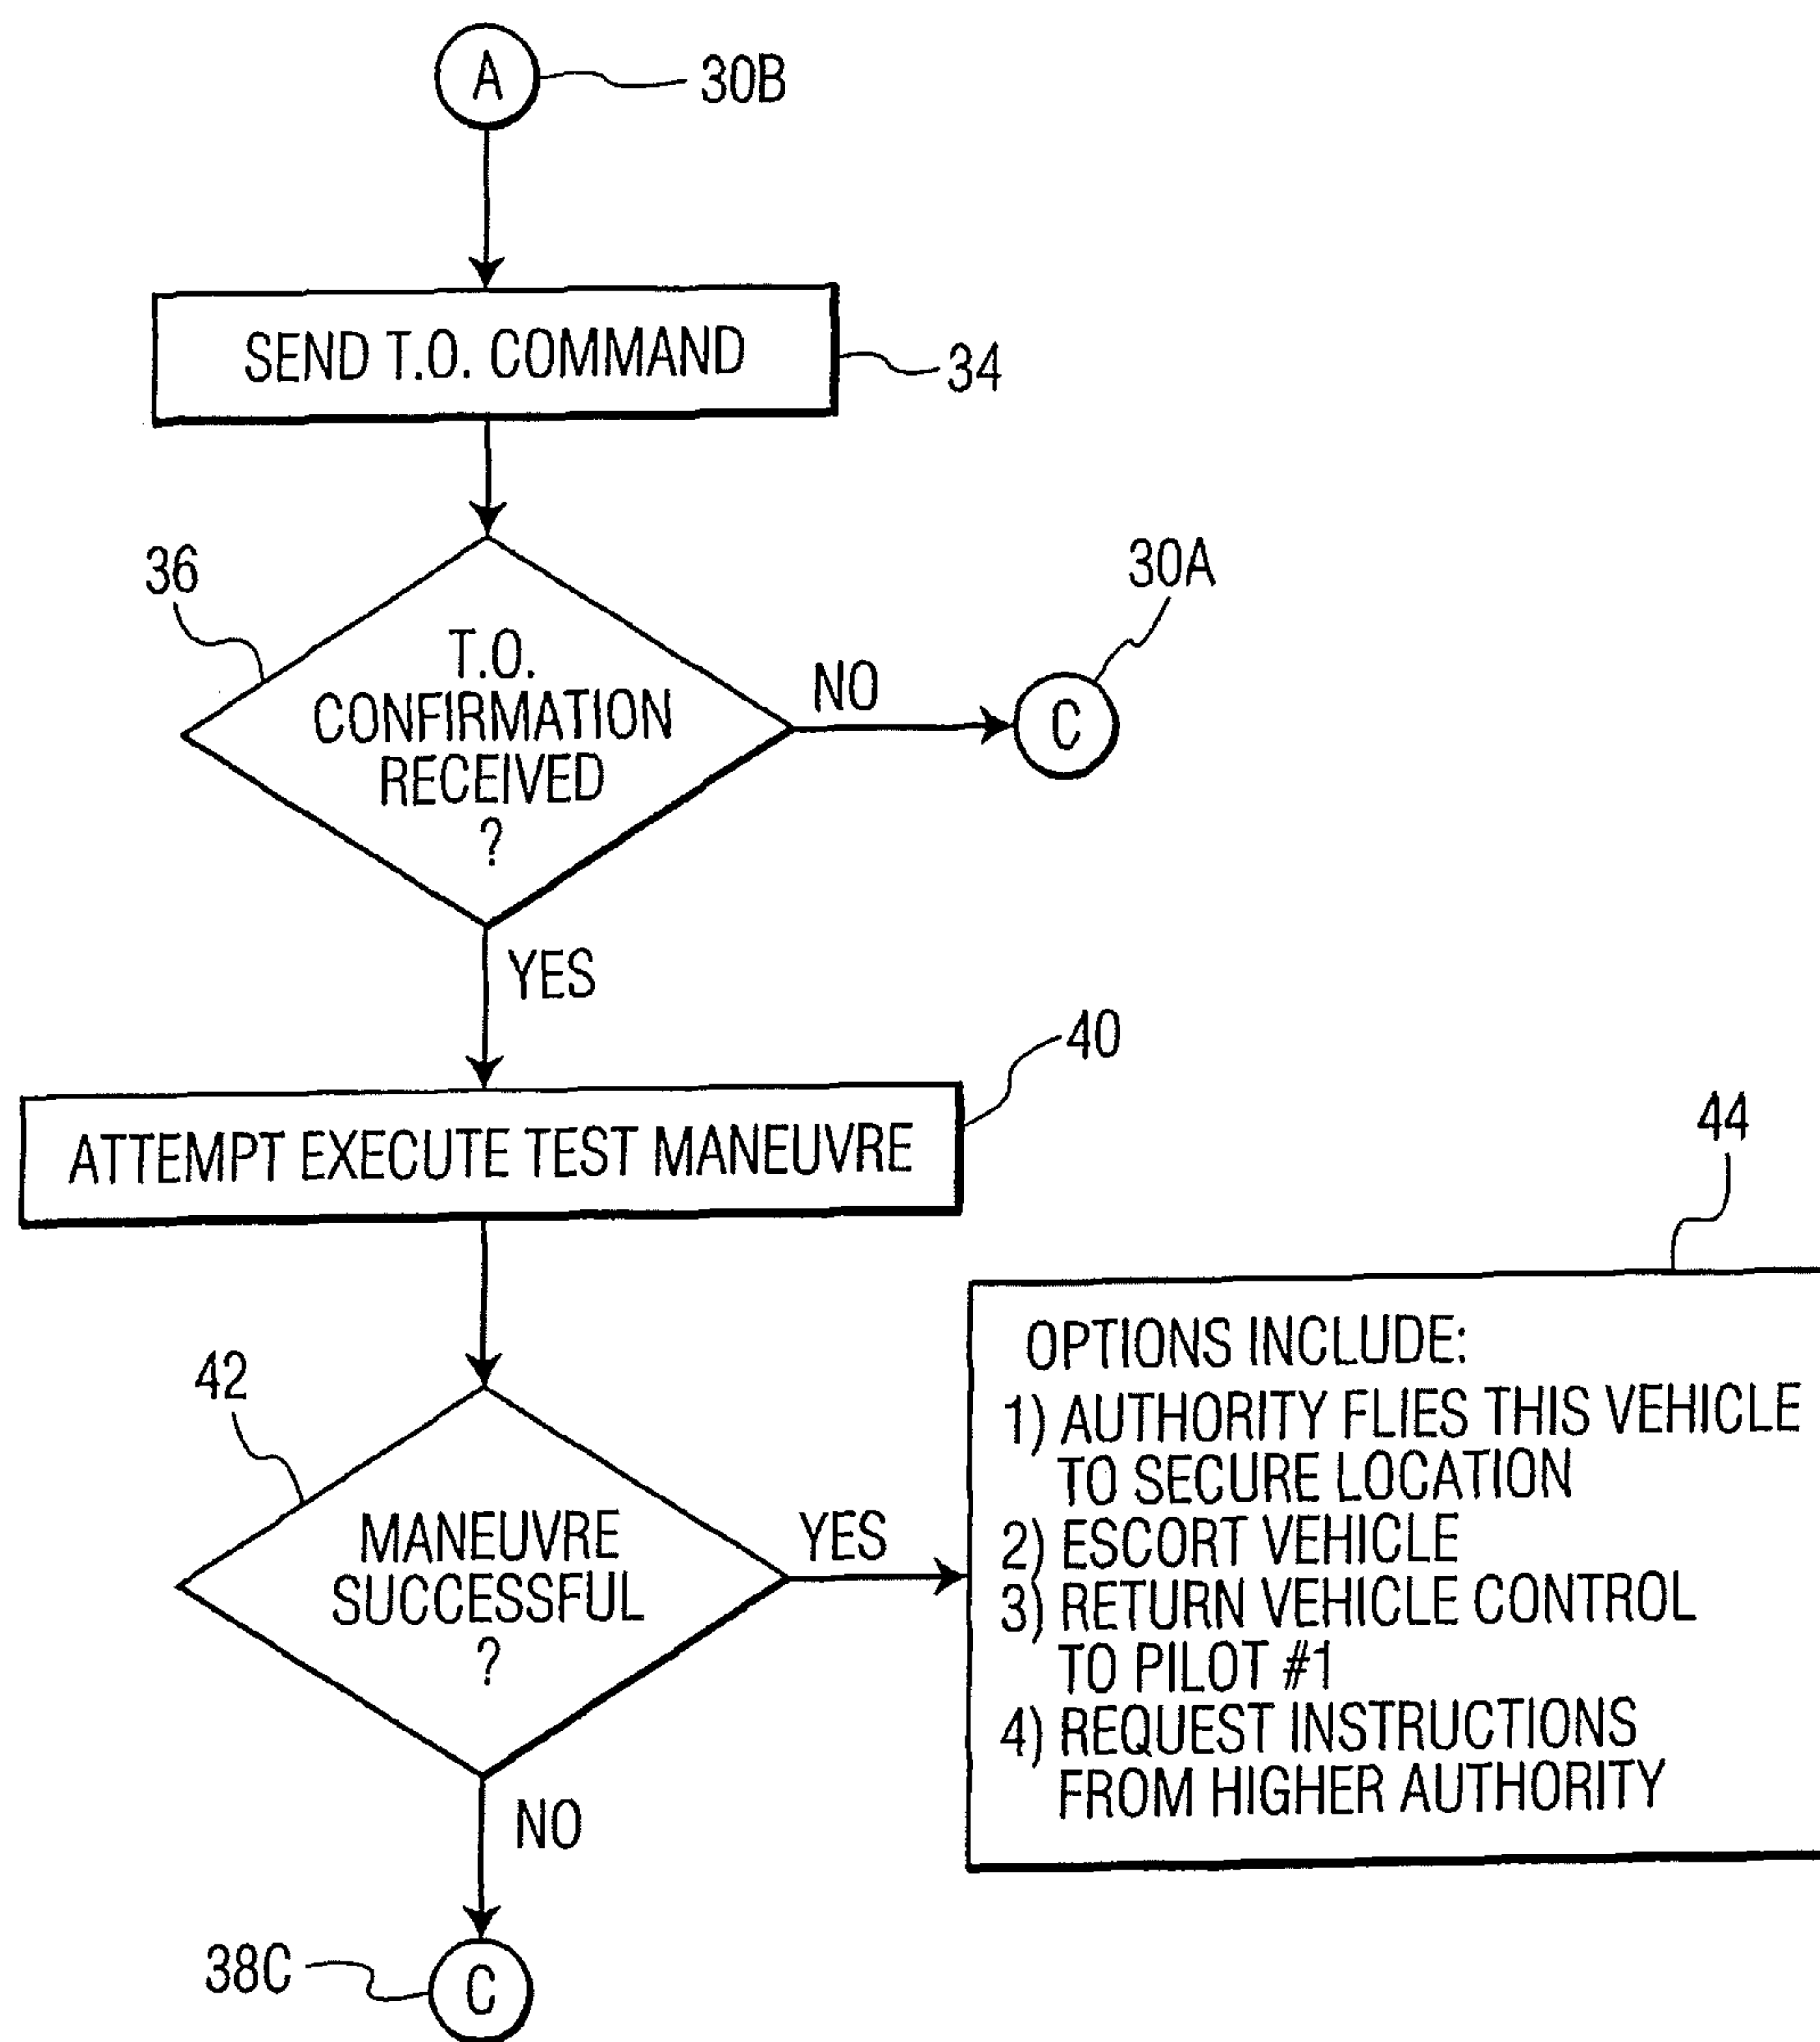 A
30B
SEND T.O. COMMAND
34
36
T.O.
CONFIRMATION
RECEIVED
?
NO
30A
C
YES
40
ATTEMPT EXECUTE TEST MANEUVRE
44
42
MANEUVRE
SUCCESSFUL
?
YES
OPTIONS INCLUDE:
1) AUTHORITY FLIES THIS VEHICLE
TO SECURE LOCATION
2) ESCORT VEHICLE
3) RETURN VEHICLE CONTROL
TO PILOT #1
4) REQUEST INSTRUCTIONS
FROM HIGHER AUTHORITY
NO
38C
C